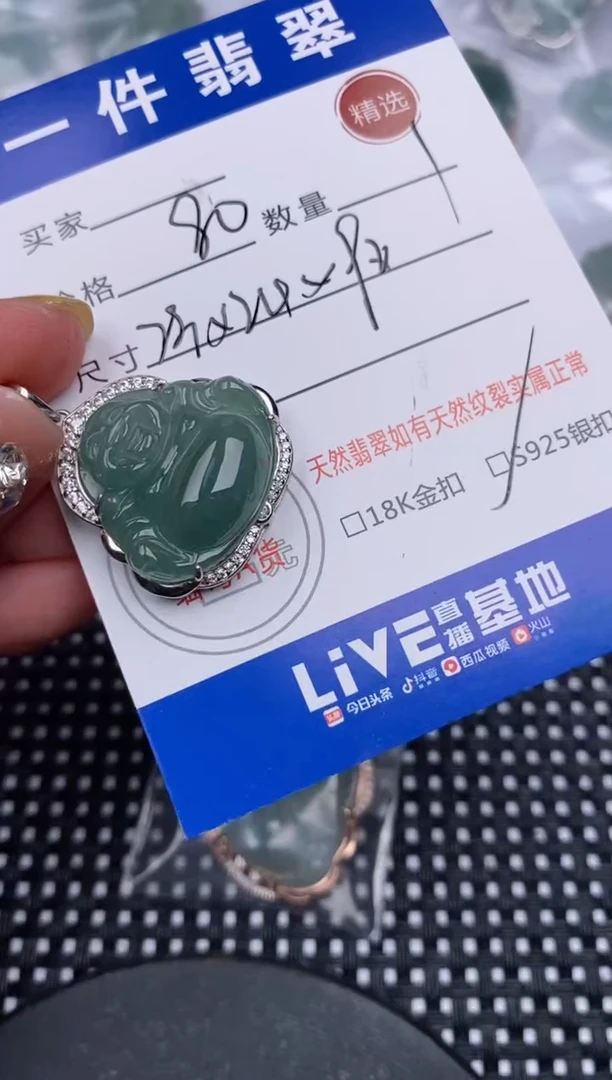 一件翡翠
精选
买家
80 数量 1
格
尺寸
天然翡翠如有天然纹裂实属正常
□18K金扣 □S925银扣
货
LiVE直播基地
今日头条 抖音 西瓜视频 火山